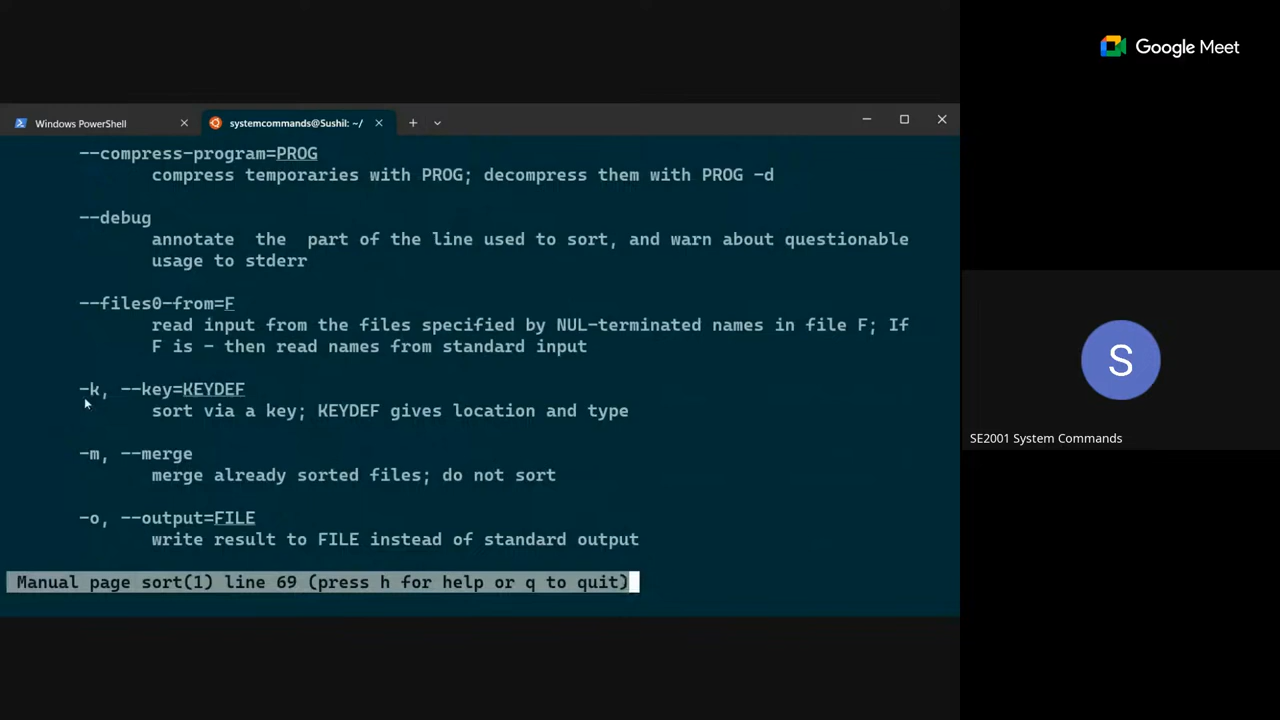 Google Meet
Windows PowerShell
systemcommands@Sushil: ~/
--compress-program=PROG
compress temporaries with PROG; decompress them with PROG -d
--debug
annotate  the  part of the line used to sort, and warn about questionable
usage to stderr
--files0-from=F
read input from the files specified by NUL-terminated names in file F; If
F is - then read names from standard input
-k, --key=KEYDEF
sort via a key; KEYDEF gives location and type
-m, --merge
merge already sorted files; do not sort
-o, --output=FILE
write result to FILE instead of standard output
Manual page sort(1) line 69 (press h for help or q to quit)
S
SE2001 System Commands